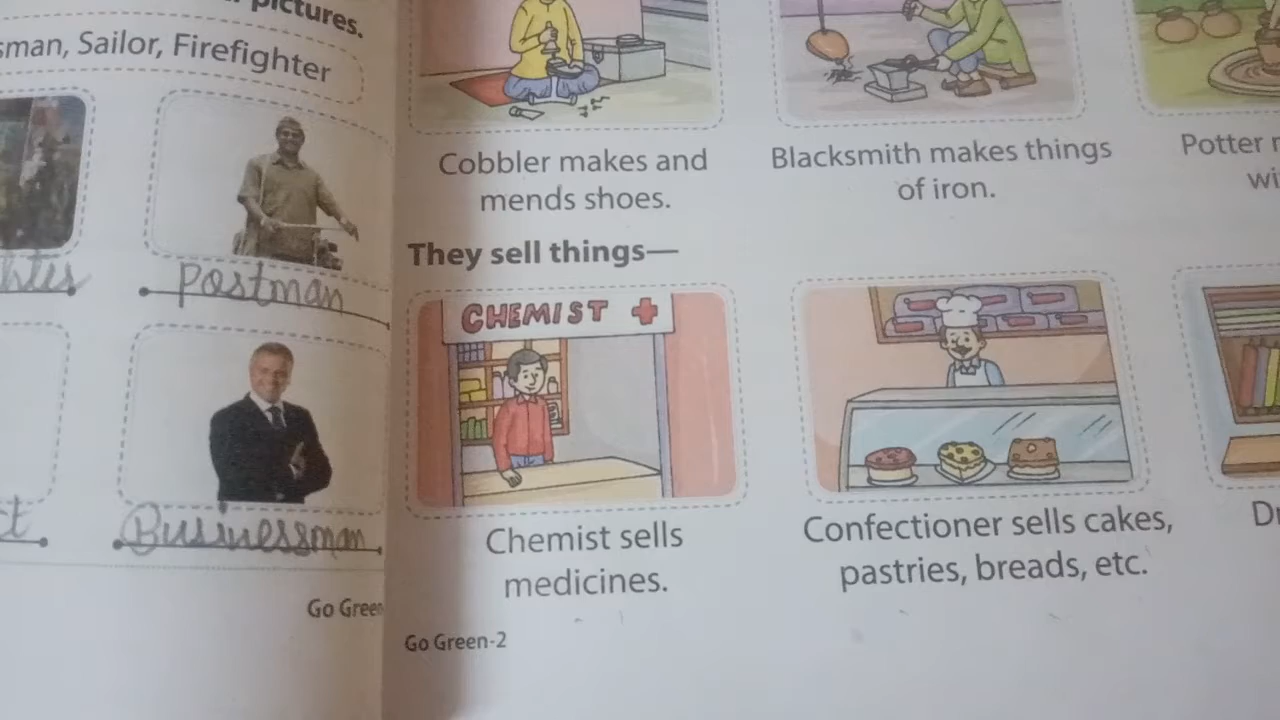 pictures.
sman, Sailor, Firefighter
Postman
Businessman
Go Green
Cobbler makes and
mends shoes.
Blacksmith makes things
of iron.
Potter
They sell things—
CHEMIST
Chemist sells
medicines.
Confectioner sells cakes,
pastries, breads, etc.
Go Green-2